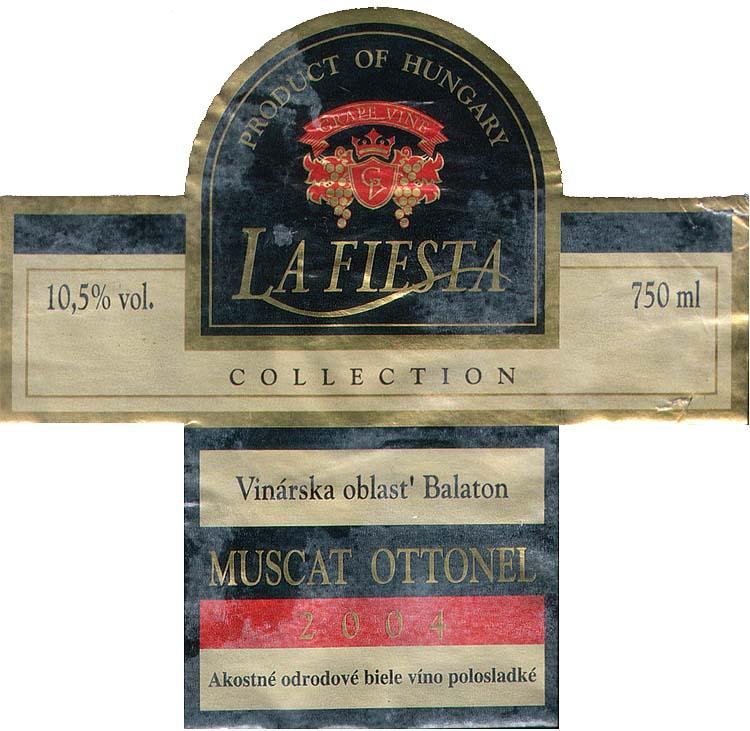 PRODUCT OF HUNGARY
GRAPE VINE
GV
LA FIESTA
10,5% vol.
750 ml
COLLECTION
Vinárska oblast' Balaton
MUSCAT OTTONEL
2004
Akostné odrodové biele víno polosladké